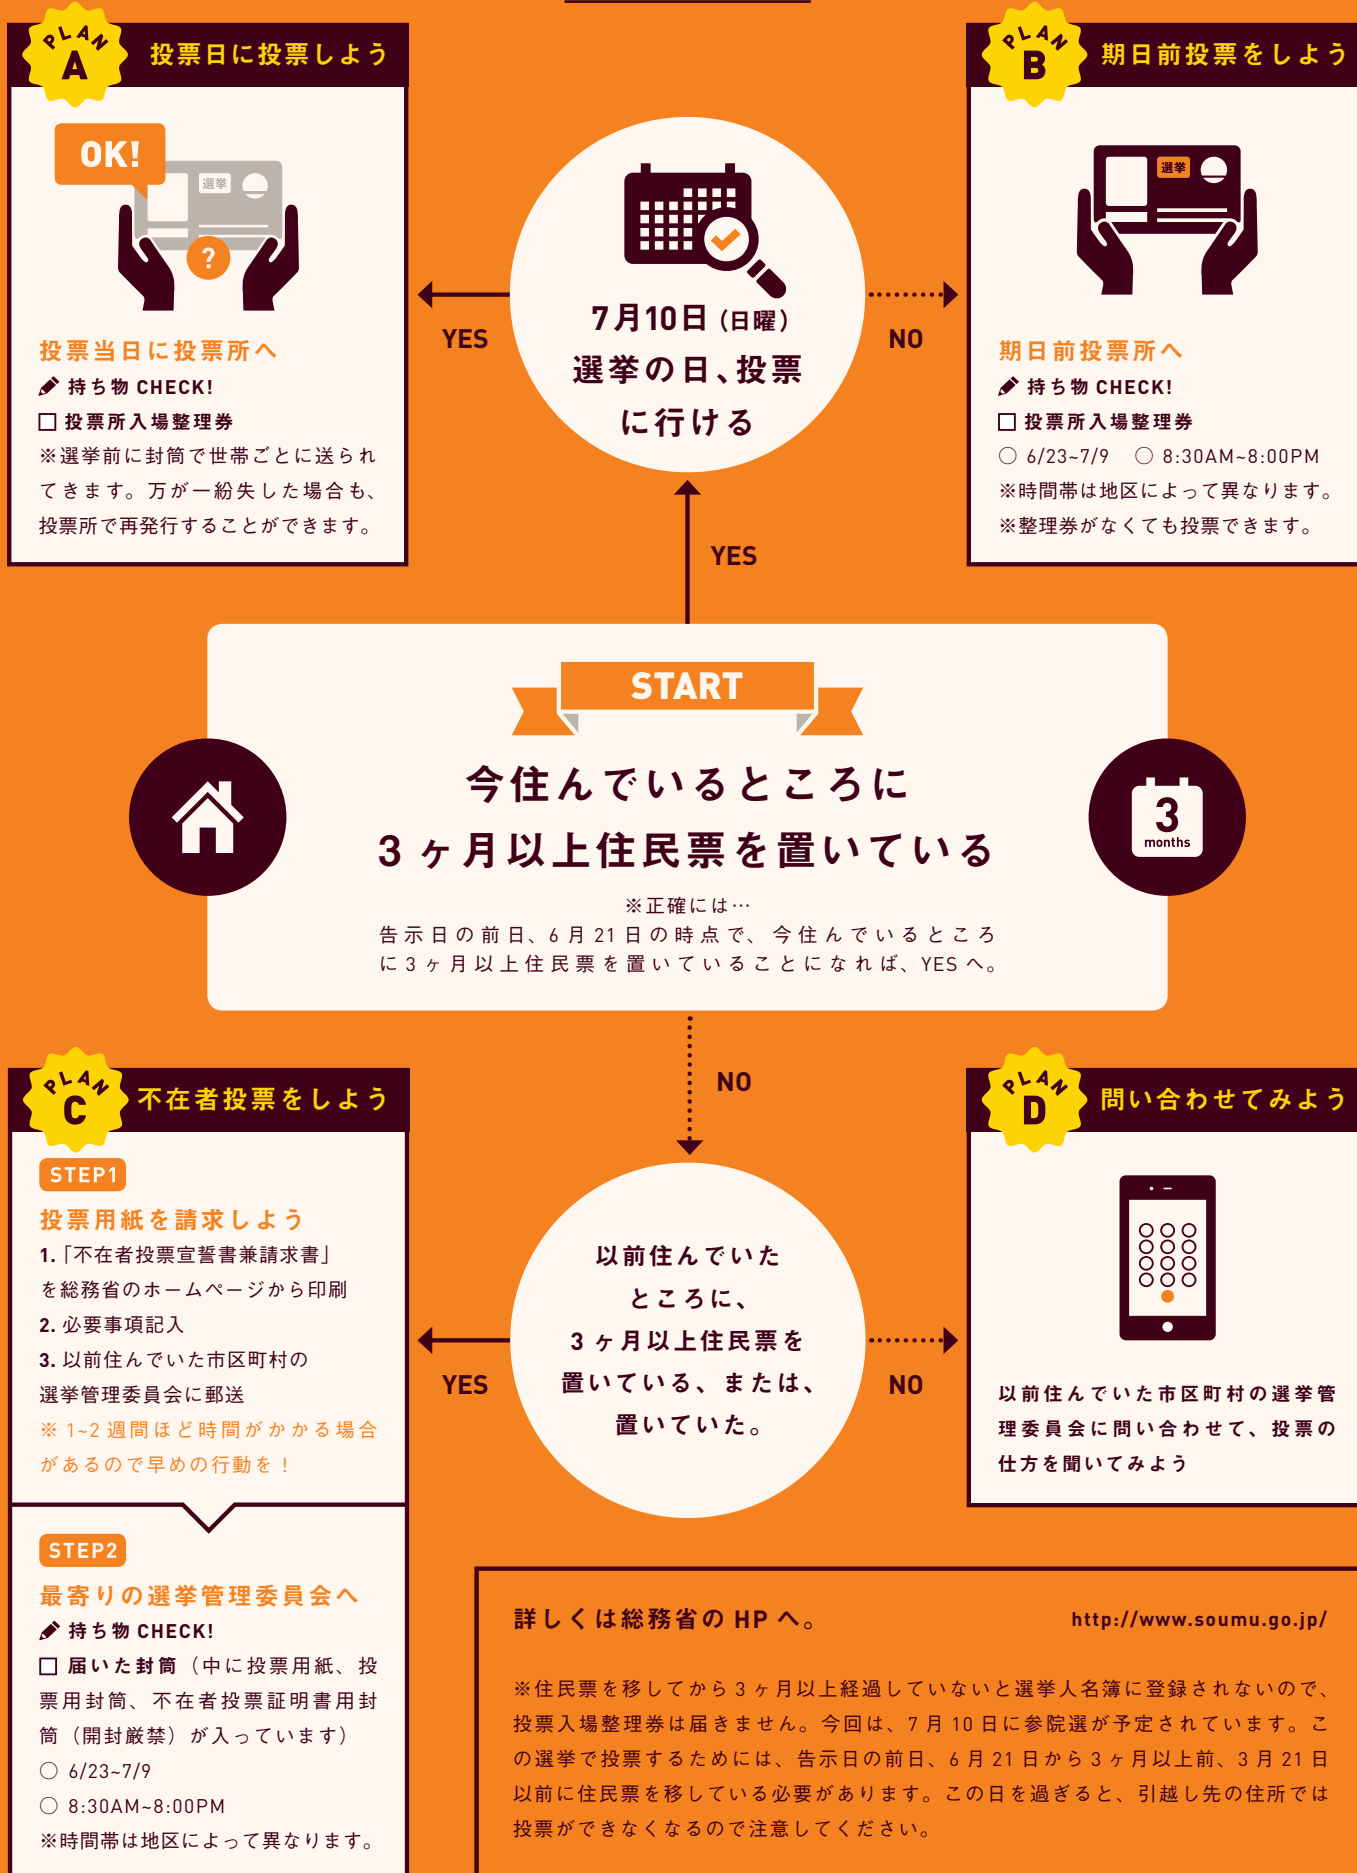 PLAN A
投票日に投票しよう
OK!
選挙
?
投票当日に投票所へ
持ち物 CHECK!
□ 投票所入場整理券
※選挙前に封筒で世帯ごとに送られ
てきます。万が一紛失した場合も、
投票所で再発行することができます。
YES
7月10日 (日曜)
選挙の日、投票
に行ける
NO
PLAN B
期日前投票をしよう
選挙
期日前投票所へ
持ち物 CHECK!
□ 投票所入場整理券
○ 6/23~7/9 ○ 8:30AM~8:00PM
※時間帯は地区によって異なります。
※整理券がなくても投票できます。
YES
START
今住んでいるところに
3ヶ月以上住民票を置いている
※正確には…
告示日の前日、6月21日の時点で、今住んでいるところ
に3ヶ月以上住民票を置いていることになれば、YESへ。
3
months
NO
PLAN C
不在者投票をしよう
STEP1
投票用紙を請求しよう
1.「不在者投票宣誓書兼請求書」
を総務省のホームページから印刷
2. 必要事項記入
3. 以前住んでいた市区町村の
選挙管理委員会に郵送
※ 1~2 週間ほど時間がかかる場合
があるので早めの行動を！
STEP2
最寄りの選挙管理委員会へ
持ち物 CHECK!
□ 届いた封筒（中に投票用紙、投
票用封筒、不在者投票証明書用封
筒（開封厳禁）が入っています）
○ 6/23~7/9
○ 8:30AM~8:00PM
※時間帯は地区によって異なります。
YES
以前住んでいた
ところに、
3ヶ月以上住民票を
置いている、または、
置いていた。
NO
PLAN D
問い合わせてみよう
以前住んでいた市区町村の選挙管
理委員会に問い合わせて、投票の
仕方を聞いてみよう
詳しくは総務省の HP へ。 http://www.soumu.go.jp/
※住民票を移してから3ヶ月以上経過していないと選挙人名簿に登録されないので、
投票入場整理券は届きません。今回は、7月10日に参院選が予定されています。こ
の選挙で投票するためには、告示日の前日、6月21日から3ヶ月以上前、3月21日
以前に住民票を移している必要があります。この日を過ぎると、引越し先の住所では
投票ができなくなるので注意してください。